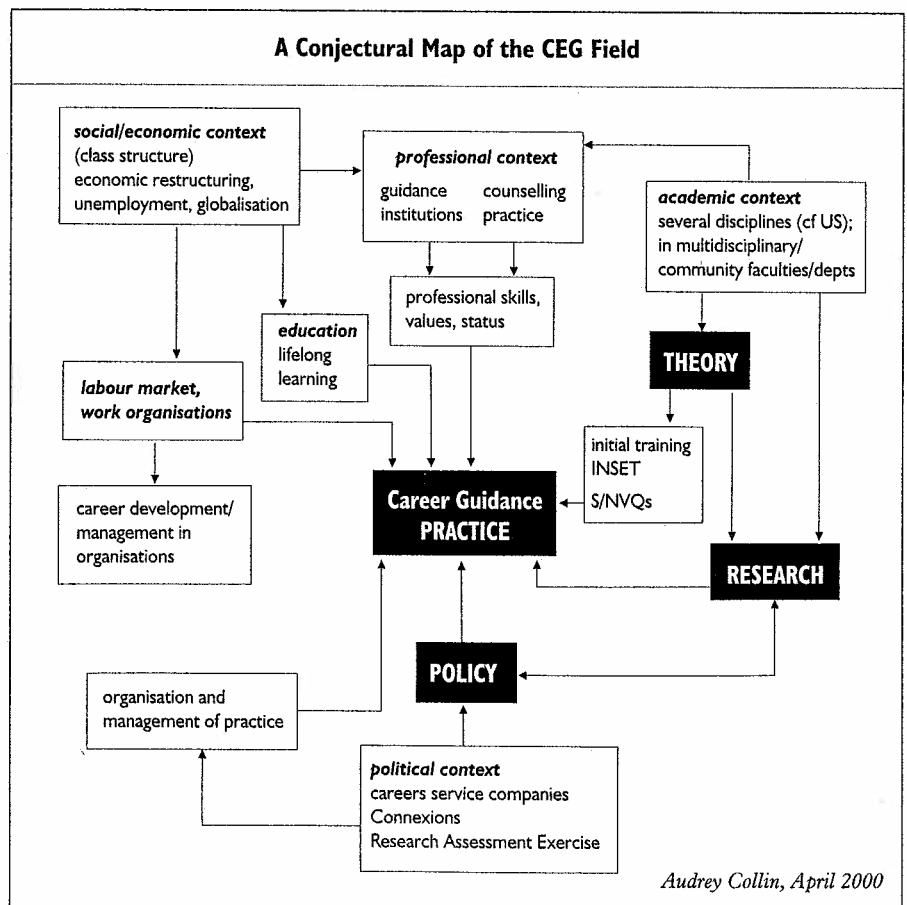 A Conjectural Map of the CEG Field
social/economic context
(class structure)
economic restructuring,
unemployment, globalisation
professional context
guidance counselling
institutions practice
academic context
several disciplines (cf US);
in multidisciplinary/
community faculties/depts
professional skills,
values, status
education
lifelong
learning
THEORY
labour market,
work organisations
initial training
INSET
S/NVQs
career development/
management in
organisations
Career Guidance
PRACTICE
RESEARCH
POLICY
organisation and
management of practice
political context
careers service companies
Connexions
Research Assessment Exercise
Audrey Collin, April 2000